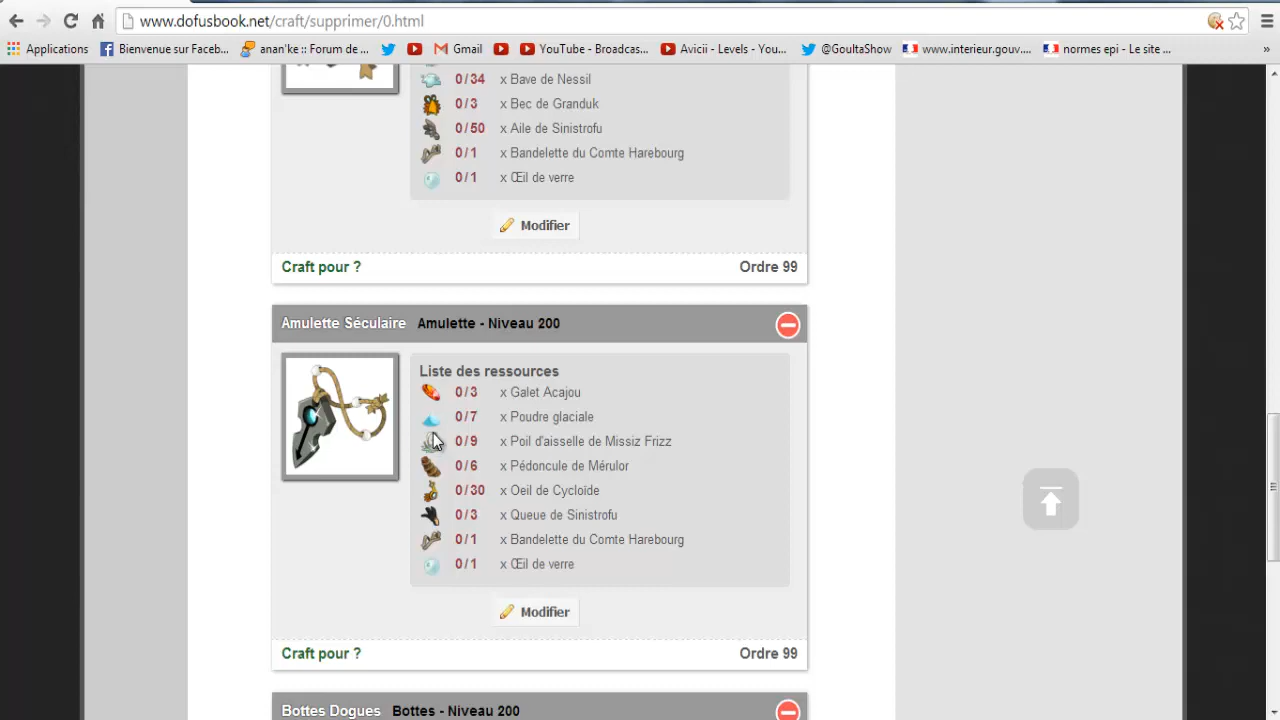 www.dofusbook.net/craft/supprimer/0.html
Applications Bienvenue sur Faceb... anan'ke :: Forum de ... Gmail YouTube - Broadcas... Avicii - Levels - You... @GoultaShow www.interieur.gouv.... normes epi - Le site ... »
0/34 x Bave de Nessil
0/3 x Bec de Granduk
0/50 x Aile de Sinistrofu
0/1 x Bandelette du Comte Harebourg
0/1 x Œil de verre
Modifier
Craft pour ? Ordre 99
Amulette Séculaire Amulette - Niveau 200
Liste des ressources
0/3 x Galet Acajou
0/7 x Poudre glaciale
0/9 x Poil d'aisselle de Missiz Frizz
0/6 x Pédoncule de Mérulor
0/30 x Oeil de Cycloïde
0/3 x Queue de Sinistrofu
0/1 x Bandelette du Comte Harebourg
0/1 x Œil de verre
Modifier
Craft pour ? Ordre 99
Bottes Dogues Bottes - Niveau 200